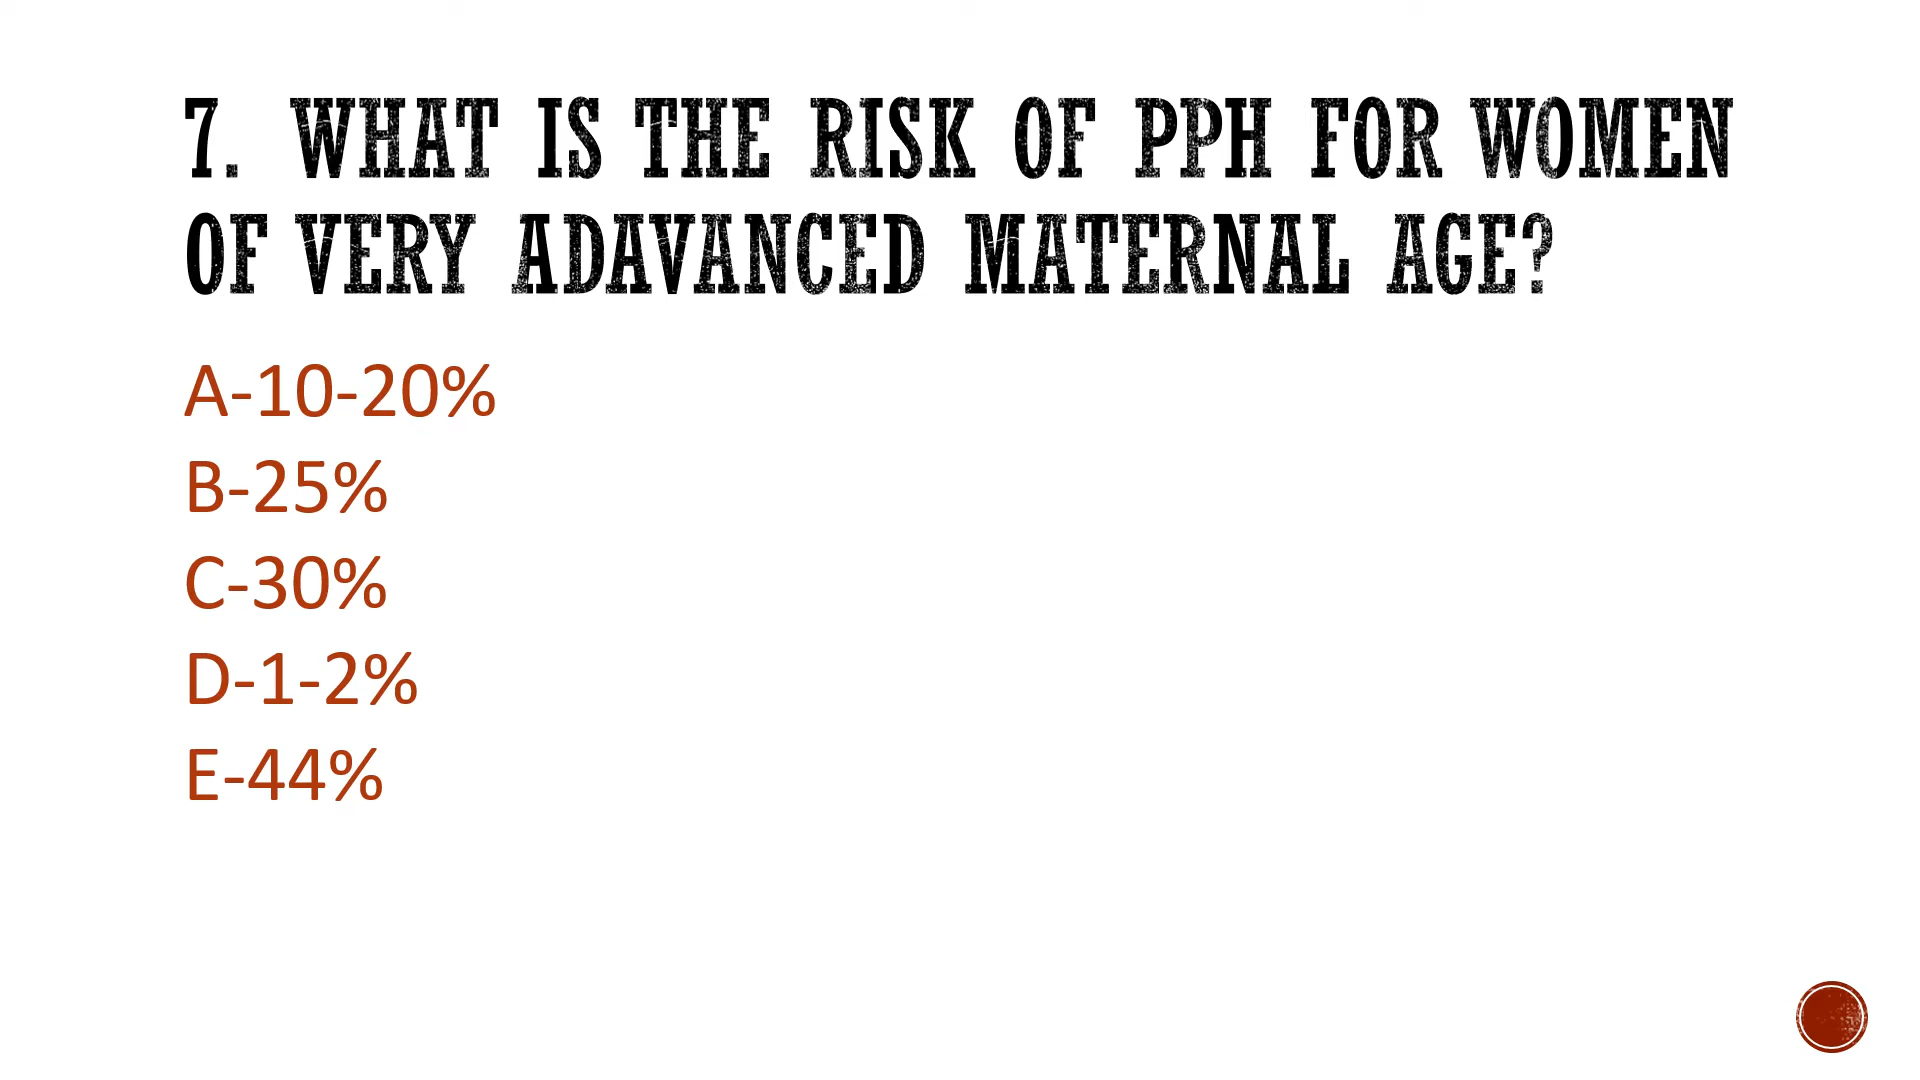 7. WHAT IS THE RISK OF PPH FOR WOMEN
OF VERY ADAVANCED MATERNAL AGE?
A-10-20%
B-25%
C-30%
D-1-2%
E-44%